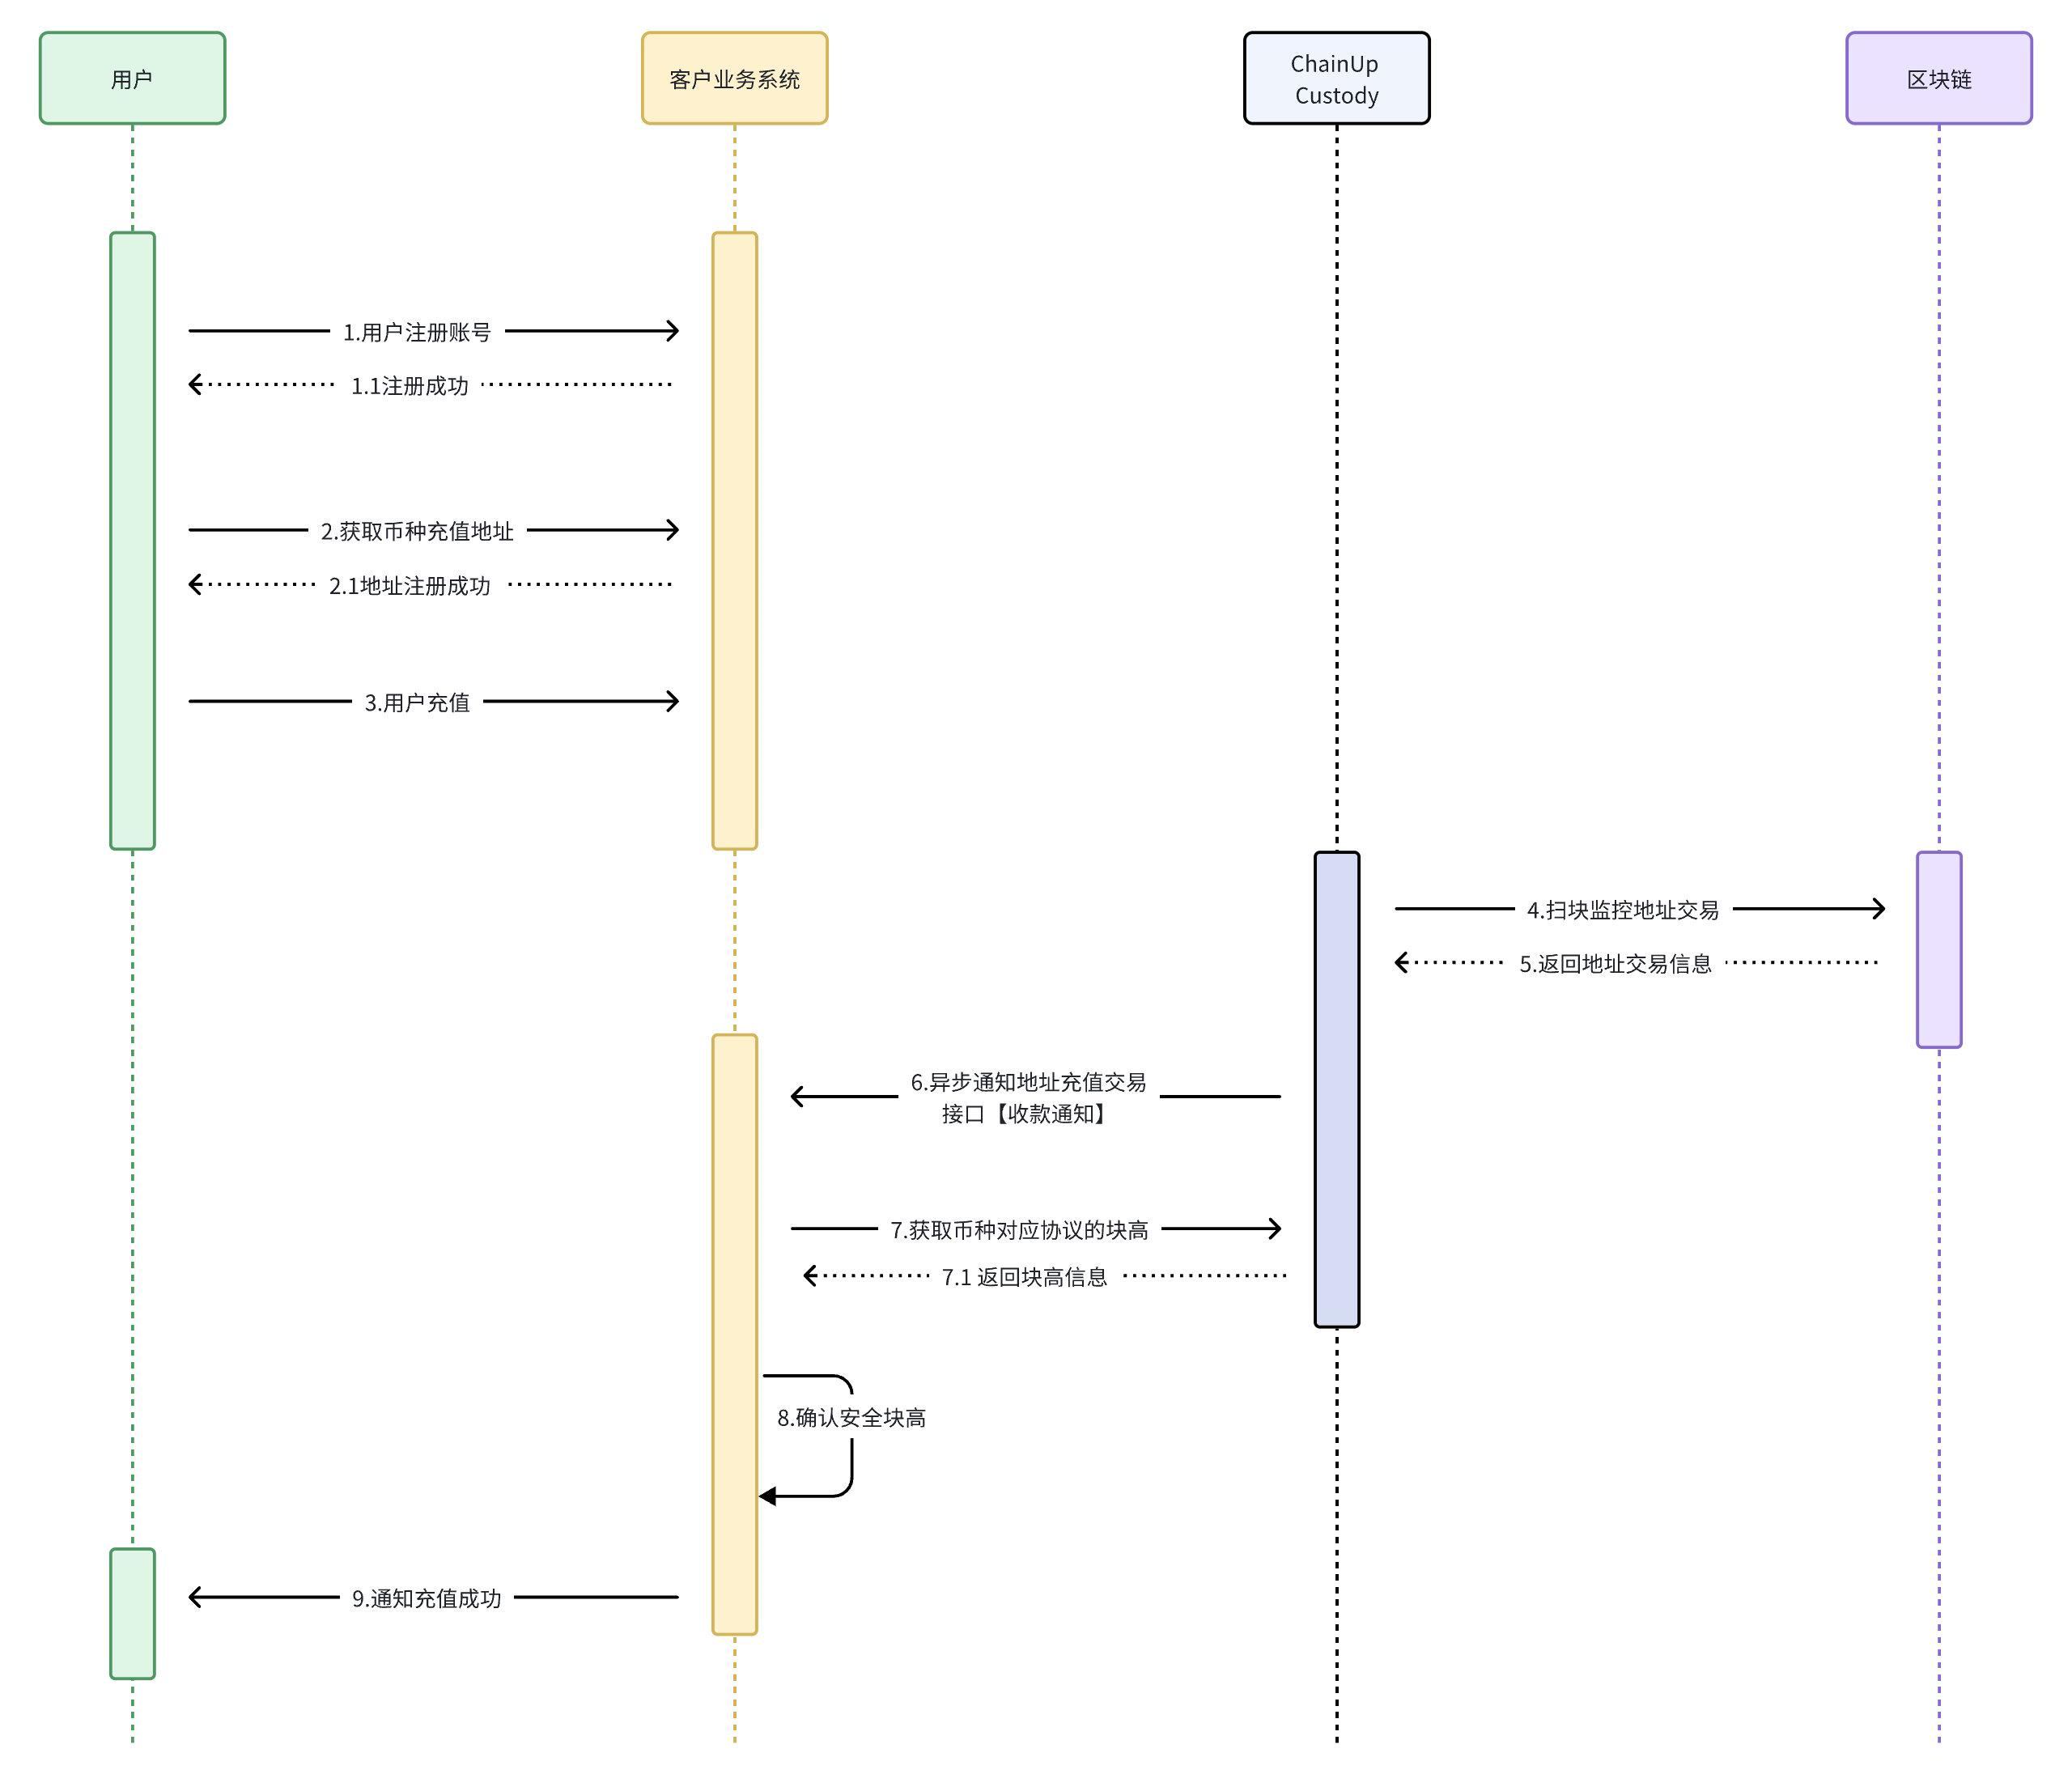 用户
客户业务系统
ChainUp
Custody
区块链
1.用户注册账号
1.1注册成功
2.获取币种充值地址
2.1地址注册成功
3.用户充值
4.扫块监控地址交易
5.返回地址交易信息
6.异步通知地址充值交易
接口【收款通知】
7.获取币种对应协议的块高
7.1 返回块高信息
8.确认安全块高
9.通知充值成功